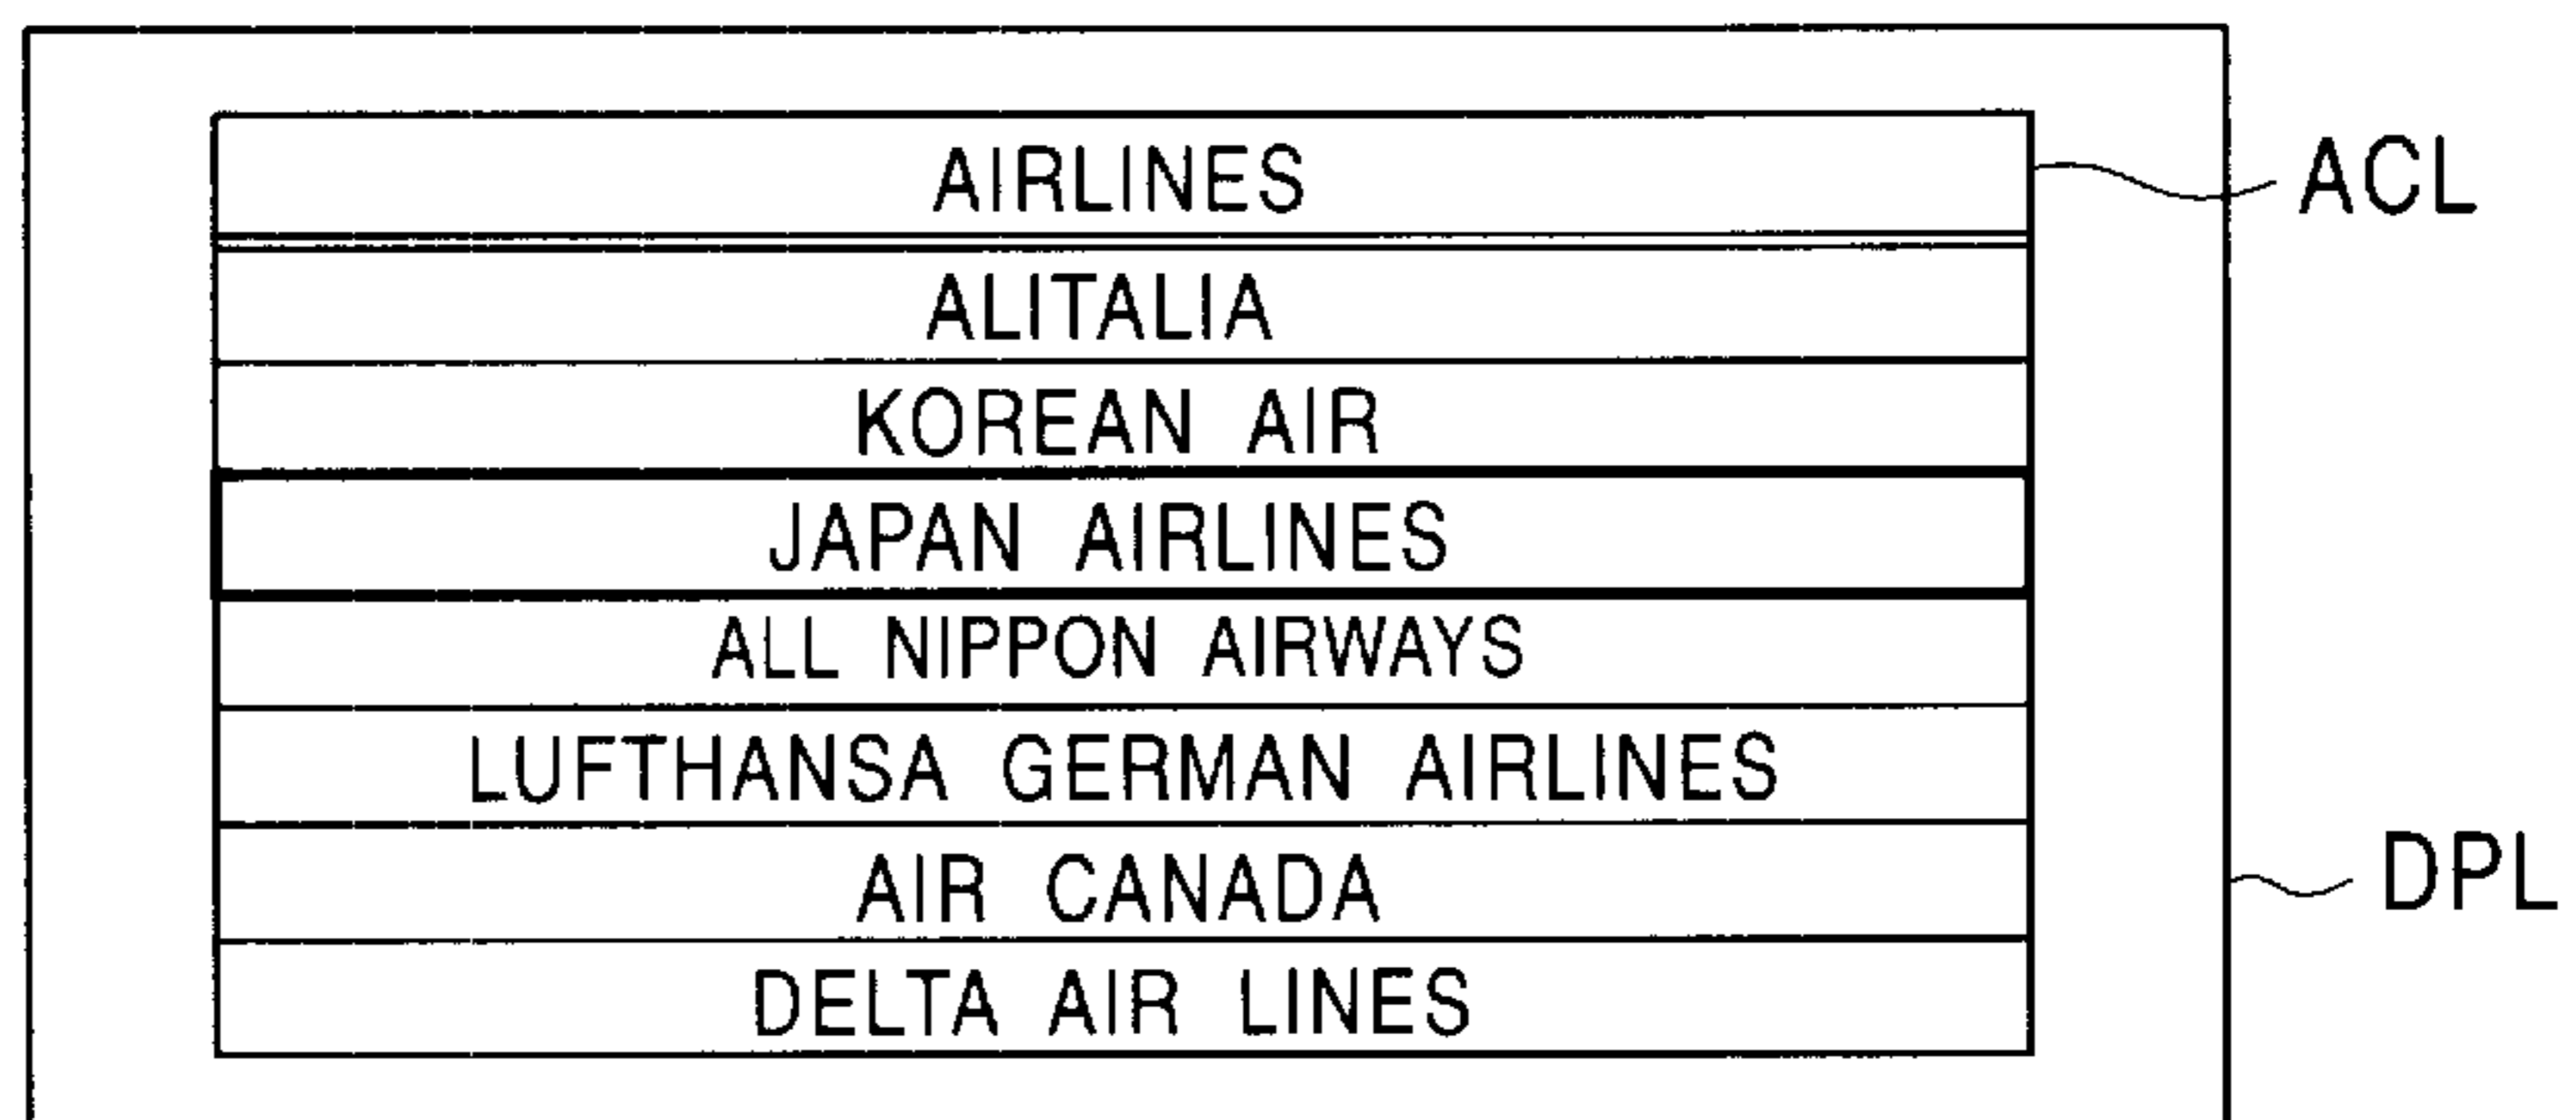 AIRLINES
ACL
ALITALIA
KOREAN AIR
JAPAN AIRLINES
ALL NIPPON AIRWAYS
LUFTHANSA GERMAN AIRLINES
AIR CANADA
DPL
DELTA AIR LINES